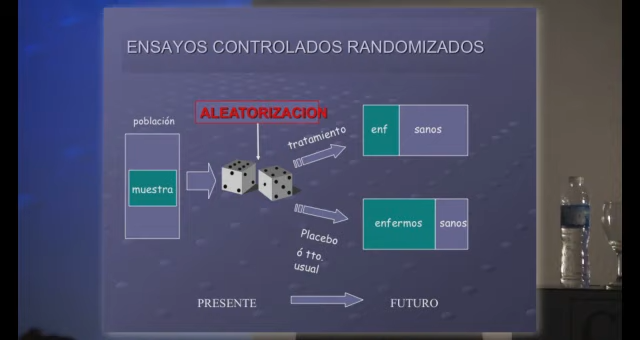 ENSAYOS CONTROLADOS RANDOMIZADOS
ALEATORIZACION
población
muestra
tratamiento
enf
sanos
enfermos
sanos
Placebo
ó tto.
usual
PRESENTE
FUTURO